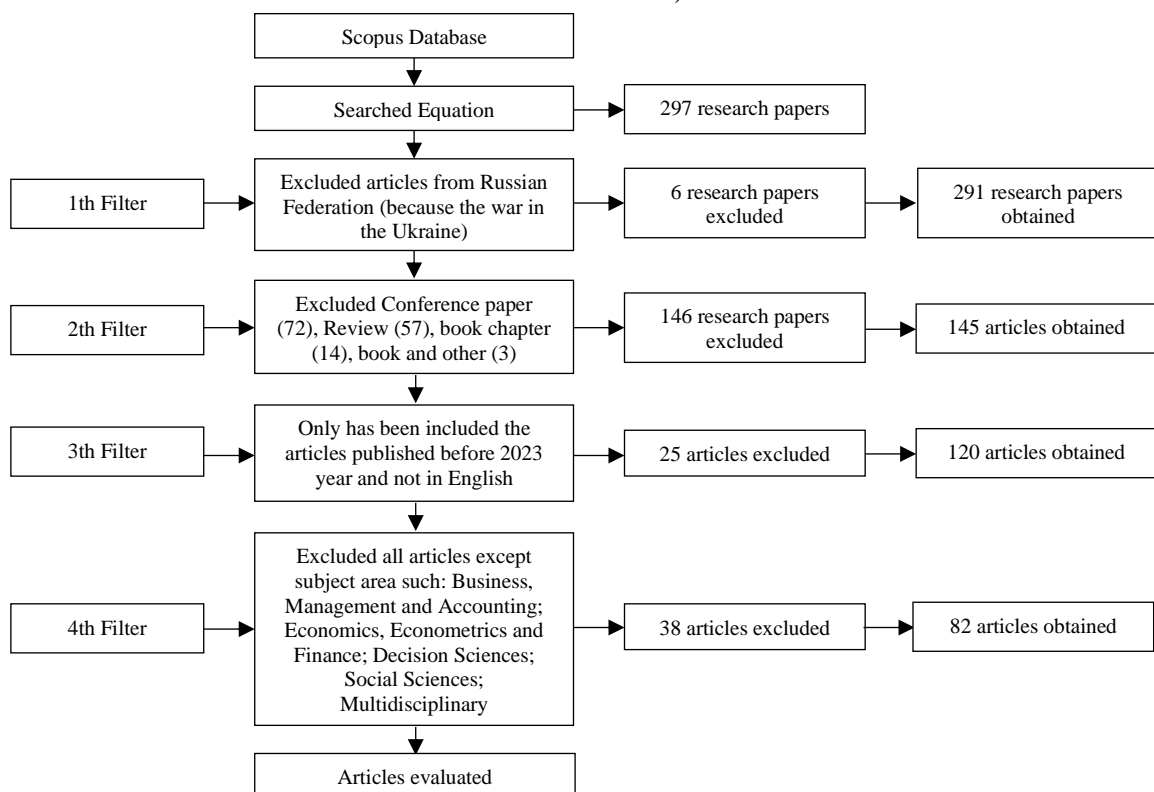 Scopus Database
Searched Equation
297 research papers
1th Filter
Excluded articles from Russian
Federation (because the war in
the Ukraine)
6 research papers
excluded
291 research papers
obtained
2th Filter
Excluded Conference paper
(72), Review (57), book chapter
(14), book and other (3)
146 research papers
excluded
145 articles obtained
3th Filter
Only has been included the
articles published before 2023
year and not in English
25 articles excluded
120 articles obtained
4th Filter
Excluded all articles except
subject area such: Business,
Management and Accounting;
Economics, Econometrics and
Finance; Decision Sciences;
Social Sciences;
Multidisciplinary
38 articles excluded
82 articles obtained
Articles evaluated